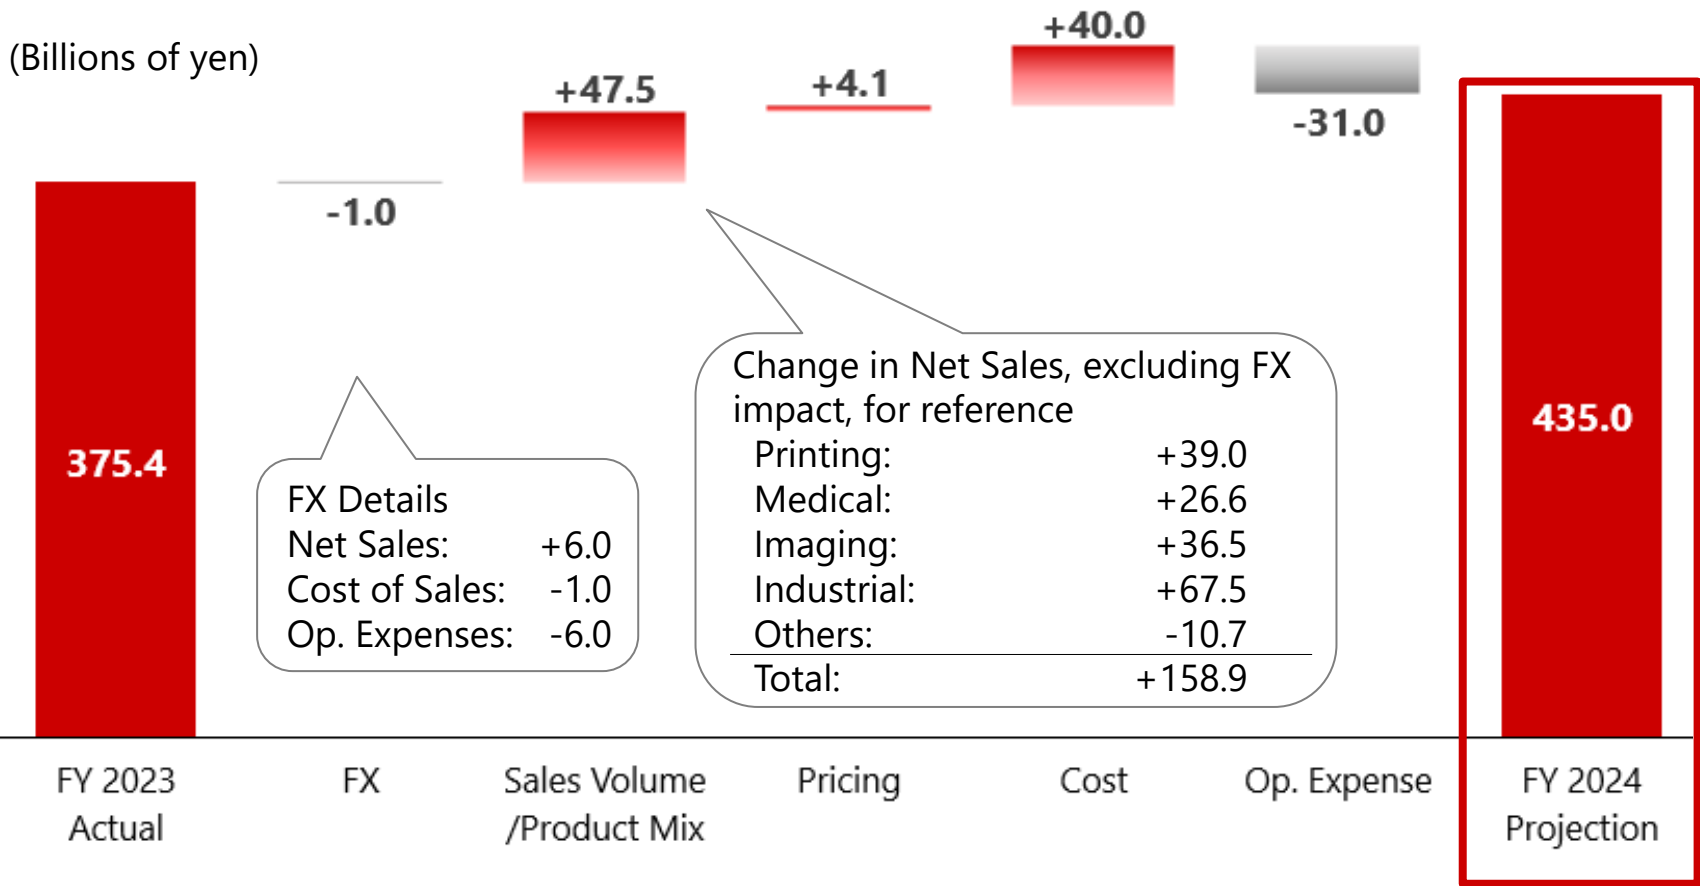 (Billions of yen)
+47.5
+4.1
+40.0
-31.0
-1.0
375.4
435.0
FX Details
Net Sales: +6.0
Cost of Sales: -1.0
Op. Expenses: -6.0
Change in Net Sales, excluding FX
impact, for reference
Printing: +39.0
Medical: +26.6
Imaging: +36.5
Industrial: +67.5
Others: -10.7
Total: +158.9
FY 2023
Actual
FX
Sales Volume
/Product Mix
Pricing
Cost
Op. Expense
FY 2024
Projection